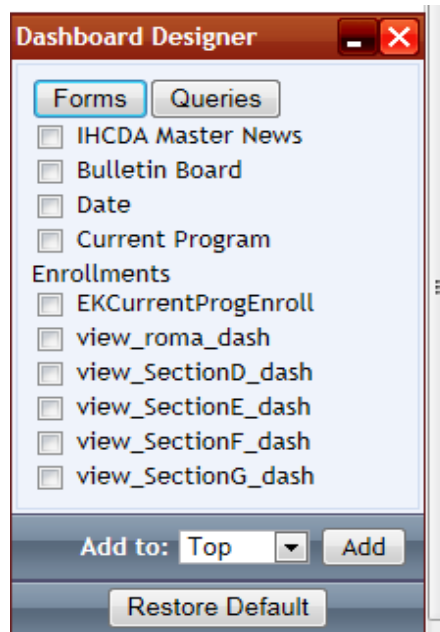 Dashboard Designer
Forms Queries
IHCDA Master News
Bulletin Board
Date
Current Program
Enrollments
EKCurrentProgEnroll
view_roma_dash
view_SectionD_dash
view_SectionE_dash
view_SectionF_dash
view_SectionG_dash
Add to: Top Add
Restore Default